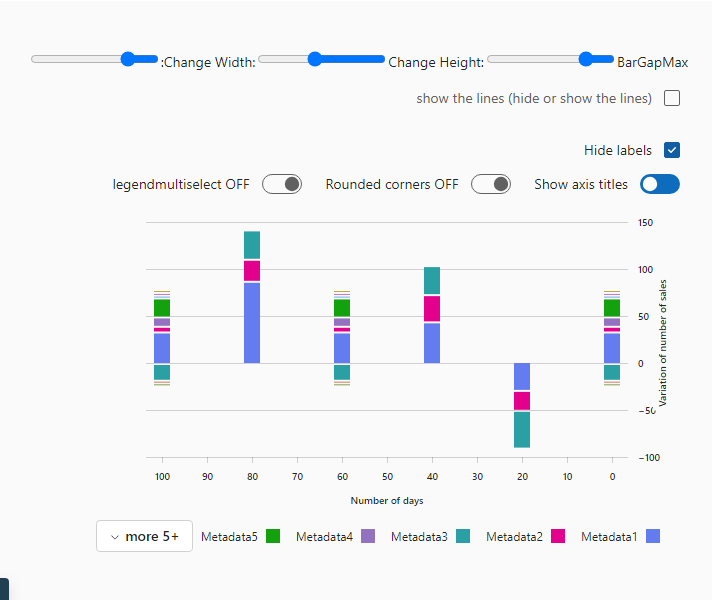 :Change Width: Change Height: BarGapMax
show the lines (hide or show the lines)
Hide labels
legendmultiselect OFF Rounded corners OFF Show axis titles
150
100
50
0
−50
−100
Variation of number of sales
100 90 80 70 60 50 40 30 20 10 0
Number of days
more 5+ Metadata5 Metadata4 Metadata3 Metadata2 Metadata1